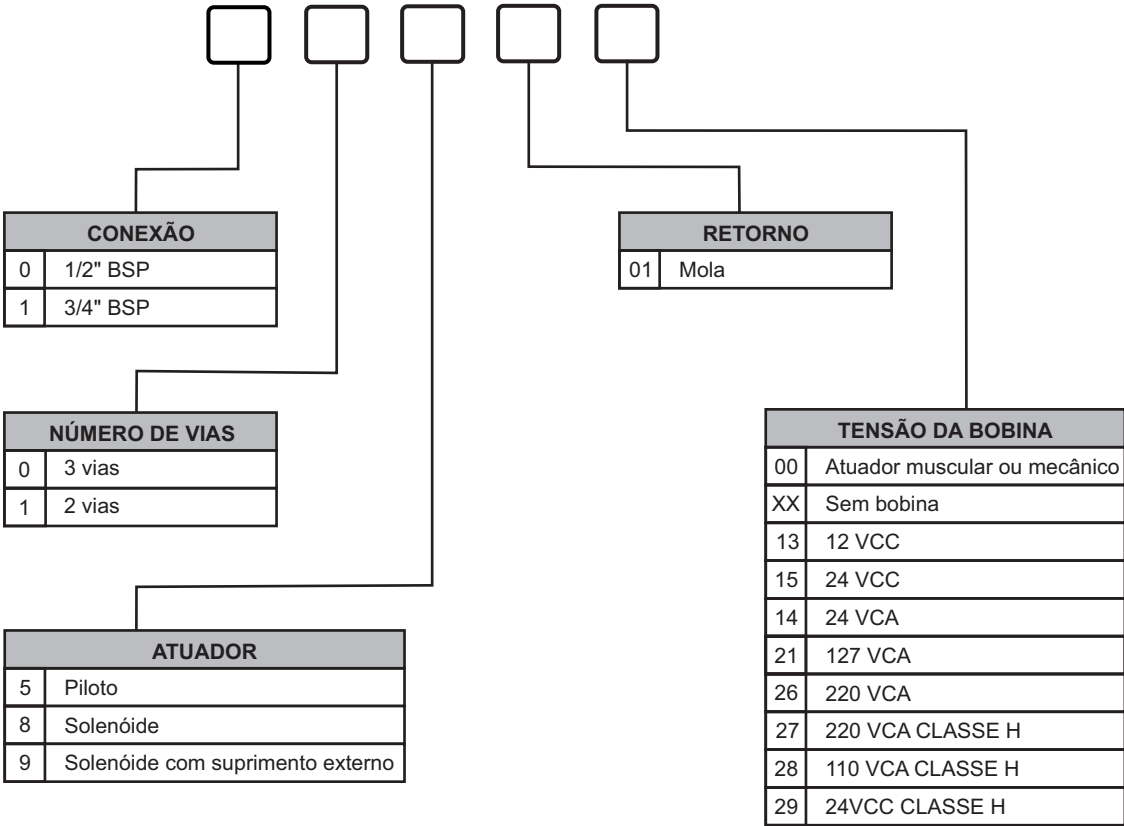 CONEXÃO
0 1/2" BSP
1 3/4" BSP
NÚMERO DE VIAS
0 3 vias
1 2 vias
ATUADOR
5 Piloto
8 Solenóide
9 Solenóide com suprimento externo
RETORNO
01 Mola
TENSÃO DA BOBINA
00 Atuador muscular ou mecânico
XX Sem bobina
13 12 VCC
15 24 VCC
14 24 VCA
21 127 VCA
26 220 VCA
27 220 VCA CLASSE H
28 110 VCA CLASSE H
29 24VCC CLASSE H